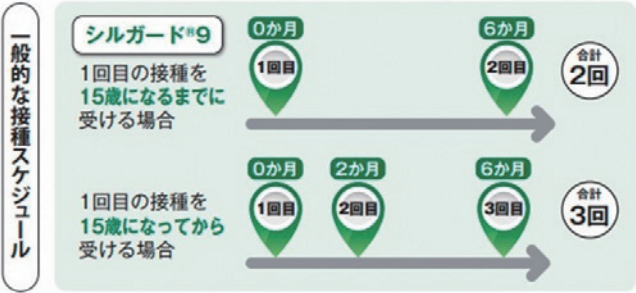 一般的な接種スケジュール
シルガード®9
1回目の接種を
15歳になるまでに
受ける場合
0か月
6か月
1回目
2回目
合計
2回
1回目の接種を
15歳になってから
受ける場合
0か月
2か月
6か月
1回目
2回目
3回目
合計
3回